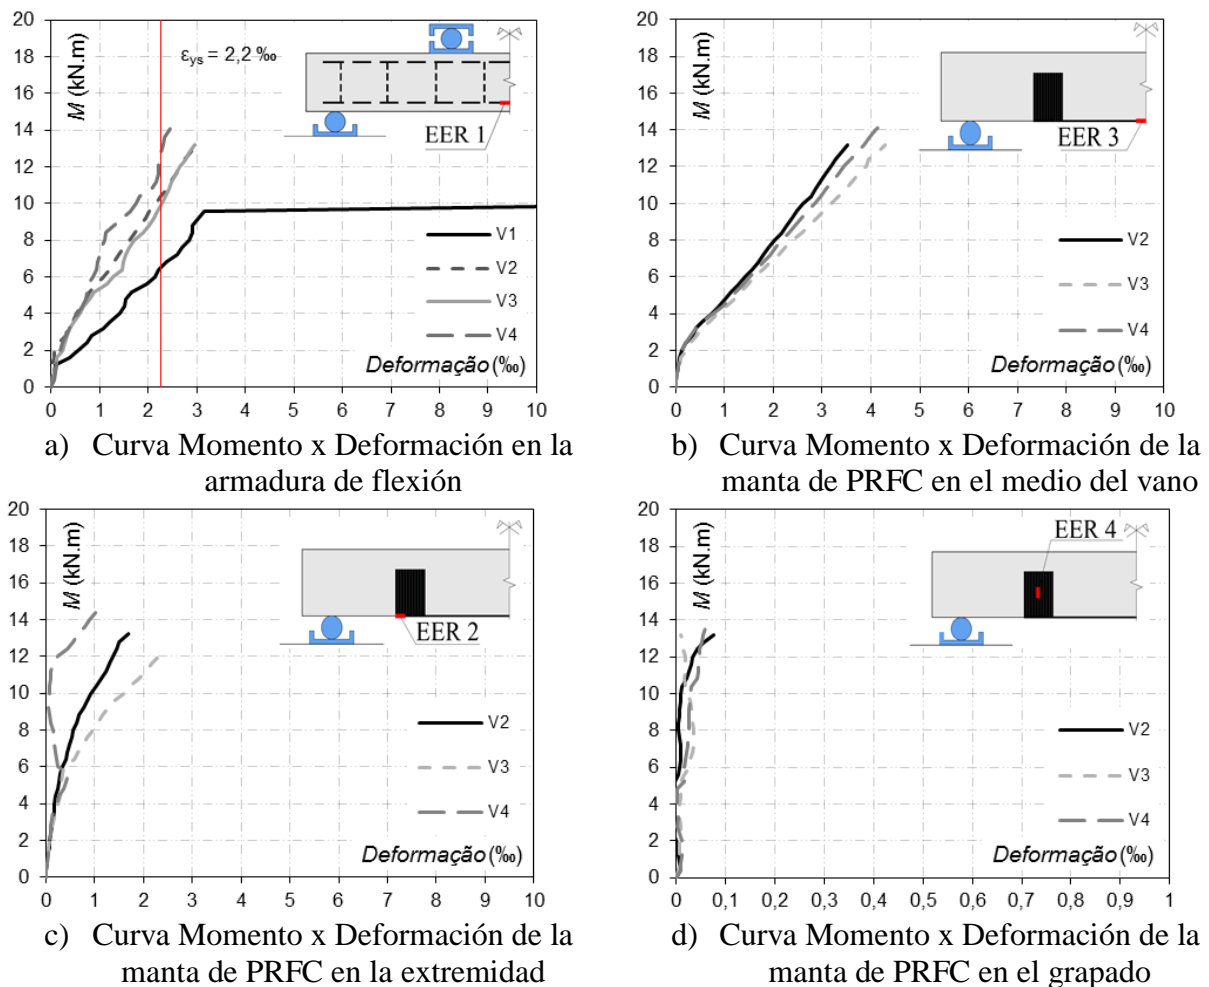 20
18
16
14
12
10
8
6
4
2
0
M (kN.m)
εys = 2,2 ‰
EER 1
V1
V2
V3
V4
Deformação (‰)
0 1 2 3 4 5 6 7 8 9 10
a) Curva Momento x Deformación en la
armadura de flexión
20
18
16
14
12
10
8
6
4
2
0
M (kN.m)
EER 3
V2
V3
V4
Deformação (‰)
0 1 2 3 4 5 6 7 8 9 10
b) Curva Momento x Deformación de la
manta de PRFC en el medio del vano
20
18
16
14
12
10
8
6
4
2
0
M (kN.m)
EER 2
V2
V3
V4
Deformação (‰)
0 1 2 3 4 5 6 7 8 9 10
c) Curva Momento x Deformación de la
manta de PRFC en la extremidad
20
18
16
14
12
10
8
6
4
2
0
M (kN.m)
EER 4
V2
V3
V4
Deformação (‰)
0 0,1 0,2 0,3 0,4 0,5 0,6 0,7 0,8 0,9 1
d) Curva Momento x Deformación de la
manta de PRFC en el grapado